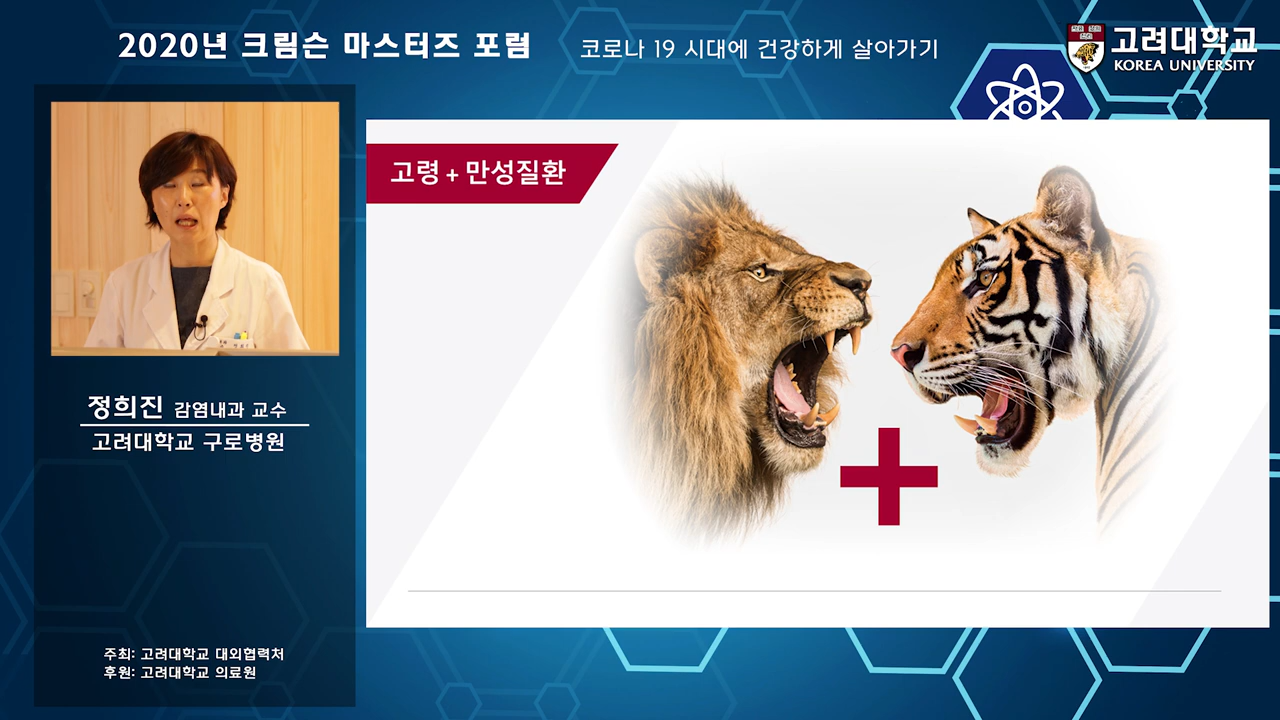 2020년 크림슨 마스터즈 포럼 코로나 19 시대에 건강하게 살아가기
고려대학교
KOREA UNIVERSITY
고령 + 만성질환
정희진 감염내과 교수
고려대학교 구로병원
주최: 고려대학교 대외협력처
후원: 고려대학교 의료원